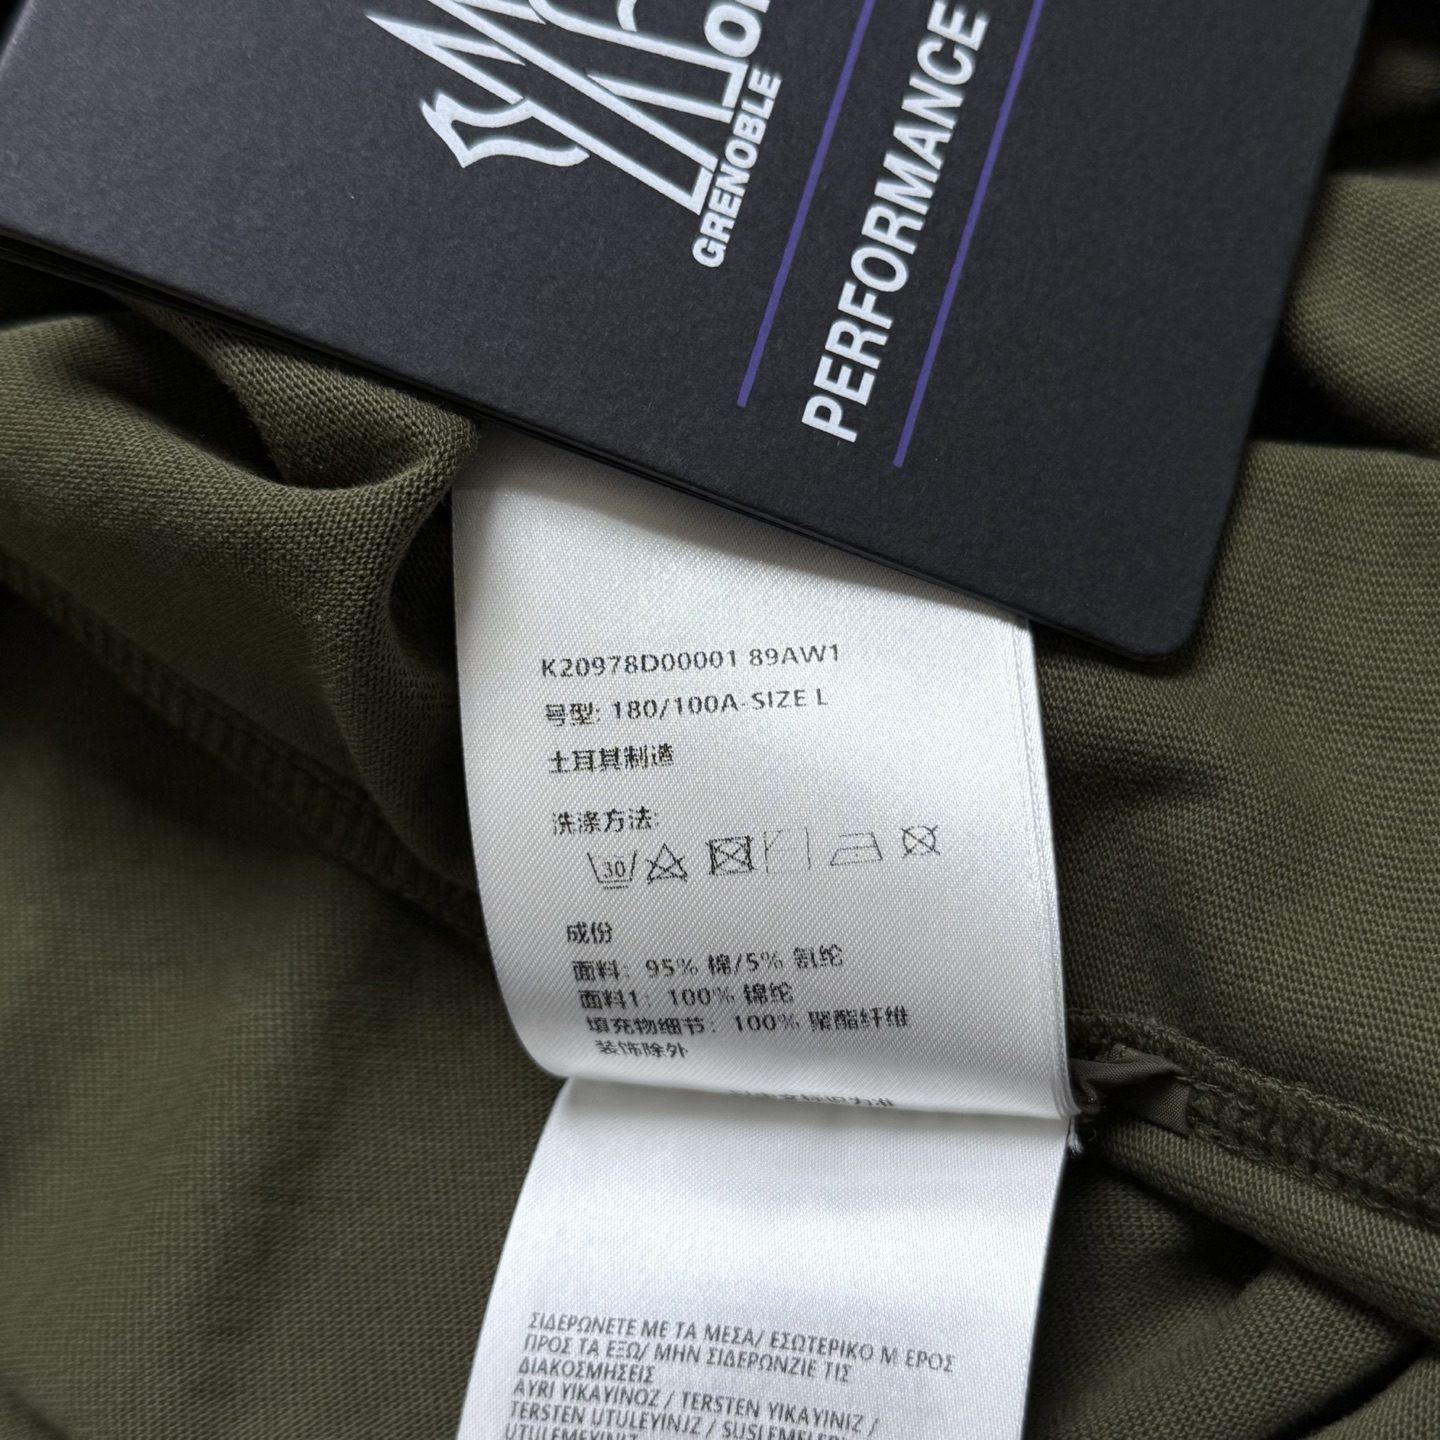 GRENOBLE
PERFORMANCE
K20978D00001 89AW1
号型: 180/100A-SIZE L
土耳其制造
洗涤方法:
30
成份
面料: 95% 棉/5% 氨纶
面料1: 100% 锦纶
填充物细节: 100% 聚酯纤维
装饰除外
ΣΙΔΕΡΩΝΕΤΕ ΜΕ ΤΑ ΜΕΣΑ/ ΕΣΩΤΕΡΙΚΟ Μ ΕΡΟΣ
ΠΡΟΣ ΤΑ ΕΞΩ/ ΜΗΝ ΣΙΔΕΡΩΝΖΙΕ ΤΙΣ
ΔΙΑΚΟΣΜΗΣΕΙΣ
AYRI YIKAYINOZ / TERSTEN YIKAYINIZ /
TERSTEN UTULEYINJZ / SUSLEMELERI